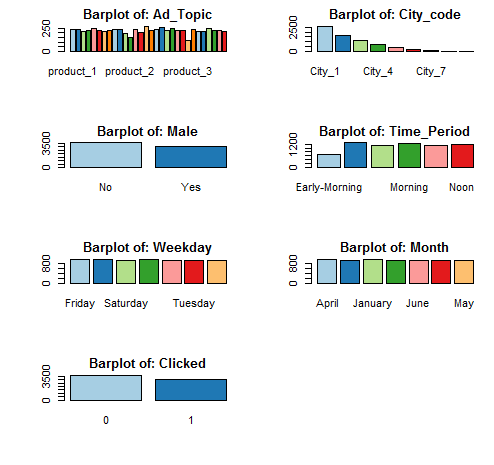 Barplot of: Ad_Topic
0 250
product_1 product_2 product_3
Barplot of: City_code
0 2500
City_1 City_4 City_7
Barplot of: Male
0 3500
No Yes
Barplot of: Time_Period
0 1200
Early-Morning Morning Noon
Barplot of: Weekday
0 800
Friday Saturday Tuesday
Barplot of: Month
0 800
April January June May
Barplot of: Clicked
0 3500
0 1